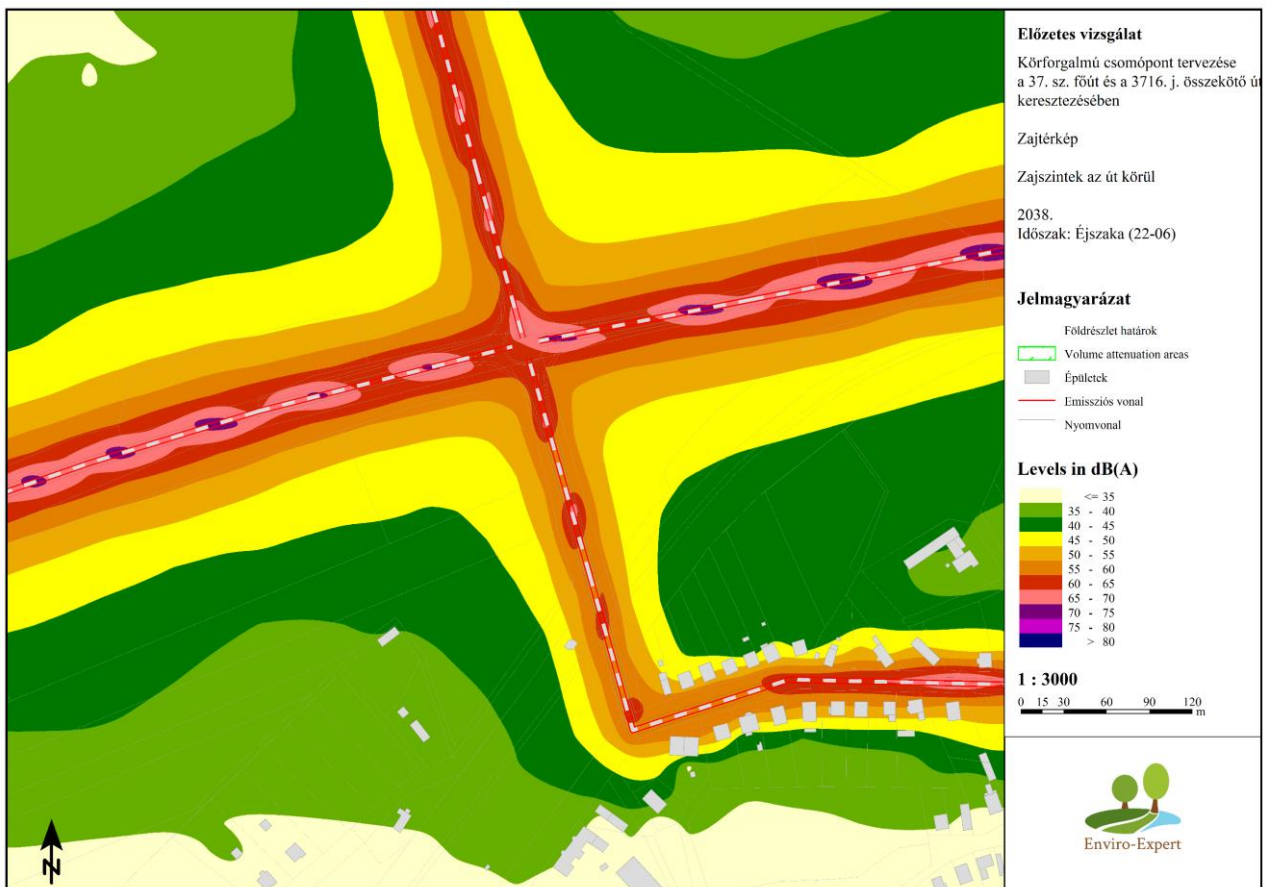 Előzetes vizsgálat
Körforgalmú csomópont tervezése
a 37. sz. főút és a 3716. j. összekötő út
keresztezésében
Zajtérkép
Zajszintek az út körül
2038.
Időszak: Éjszaka (22-06)
Jelmagyarázat
Földrészlet határok
Volume attenuation areas
Épületek
Emissziós vonal
Nyomvonal
Levels in dB(A)
<= 35
35 - 40
40 - 45
45 - 50
50 - 55
55 - 60
60 - 65
65 - 70
70 - 75
75 - 80
> 80
1 : 3000
0 15 30 60 90 120
m
Enviro-Expert
N